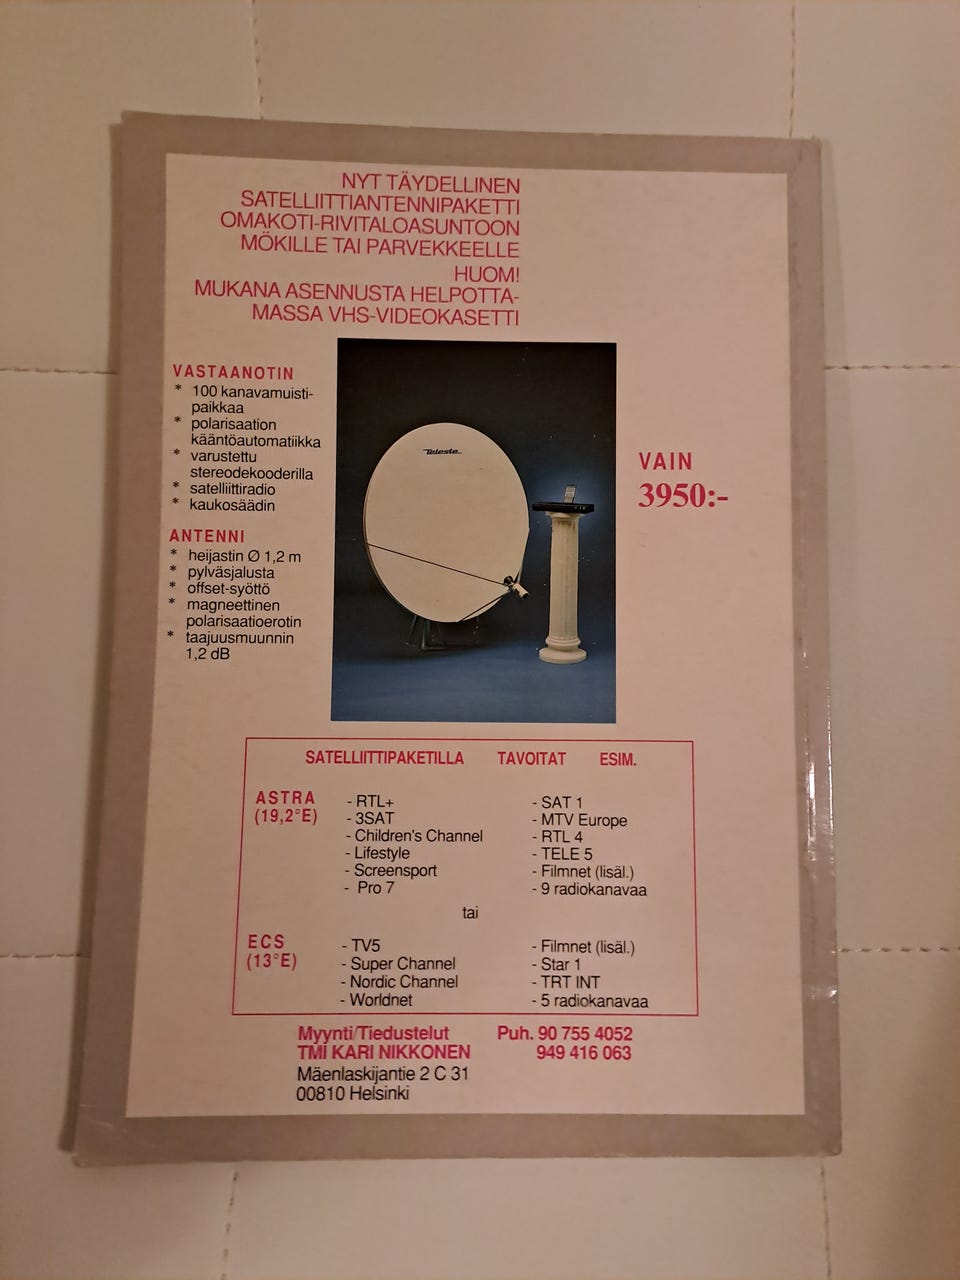 NYT TÄYDELLINEN
SATELLIITTIANTENNIPAKETTI
OMAKOTI-RIVITALOASUNTOON
MÖKILLE TAI PARVEKKEELLE
HUOM!
MUKANA ASENNUSTA HELPOTTA-
MASSA VHS-VIDEOKASETTI
VASTAANOTIN
* 100 kanavamuisti-
paikkaa
* polarisaation
kääntöautomatiikka
* varustettu
stereodekooderilla
* satelliittiradio
* kaukosäädin
ANTENNI
* heijastin Ø 1,2 m
* pylväsjalusta
* offset-syöttö
* magneettinen
polarisaatioerotin
* taajuusmuunnin
1,2 dB
Teleste
VAIN
3950:-
SATELLIITTIPAKETILLA TAVOITAT ESIM.
ASTRA
(19,2°E)
- RTL+
- 3SAT
- Children's Channel
- Lifestyle
- Screensport
- Pro 7
- SAT 1
- MTV Europe
- RTL 4
- TELE 5
- Filmnet (lisäl.)
- 9 radiokanavaa
tai
ECS
(13°E)
- TV5
- Super Channel
- Nordic Channel
- Worldnet
- Filmnet (lisäl.)
- Star 1
- TRT INT
- 5 radiokanavaa
Myynti/Tiedustelut Puh. 90 755 4052
TMI KARI NIKKONEN 949 416 063
Mäenlaskijantie 2 C 31
00810 Helsinki